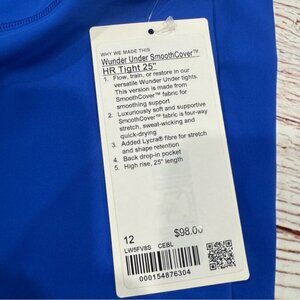 WHY WE MADE THIS
Wunder Under SmoothCover™
HR Tight 25"
1. Flow, train, or restore in our
versatile Wunder Under tights.
This version is made from
SmoothCover™ fabric for
smoothing support
2. Luxuriously soft and supportive
SmoothCover™ fabric is four-way
stretch, sweat-wicking and
quick-drying
3. Added Lycra® fibre for stretch
and shape retention
4. Back drop-in pocket
5. High rise, 25" length
12 $98.00
LW5FV8S CEBL
000154876304